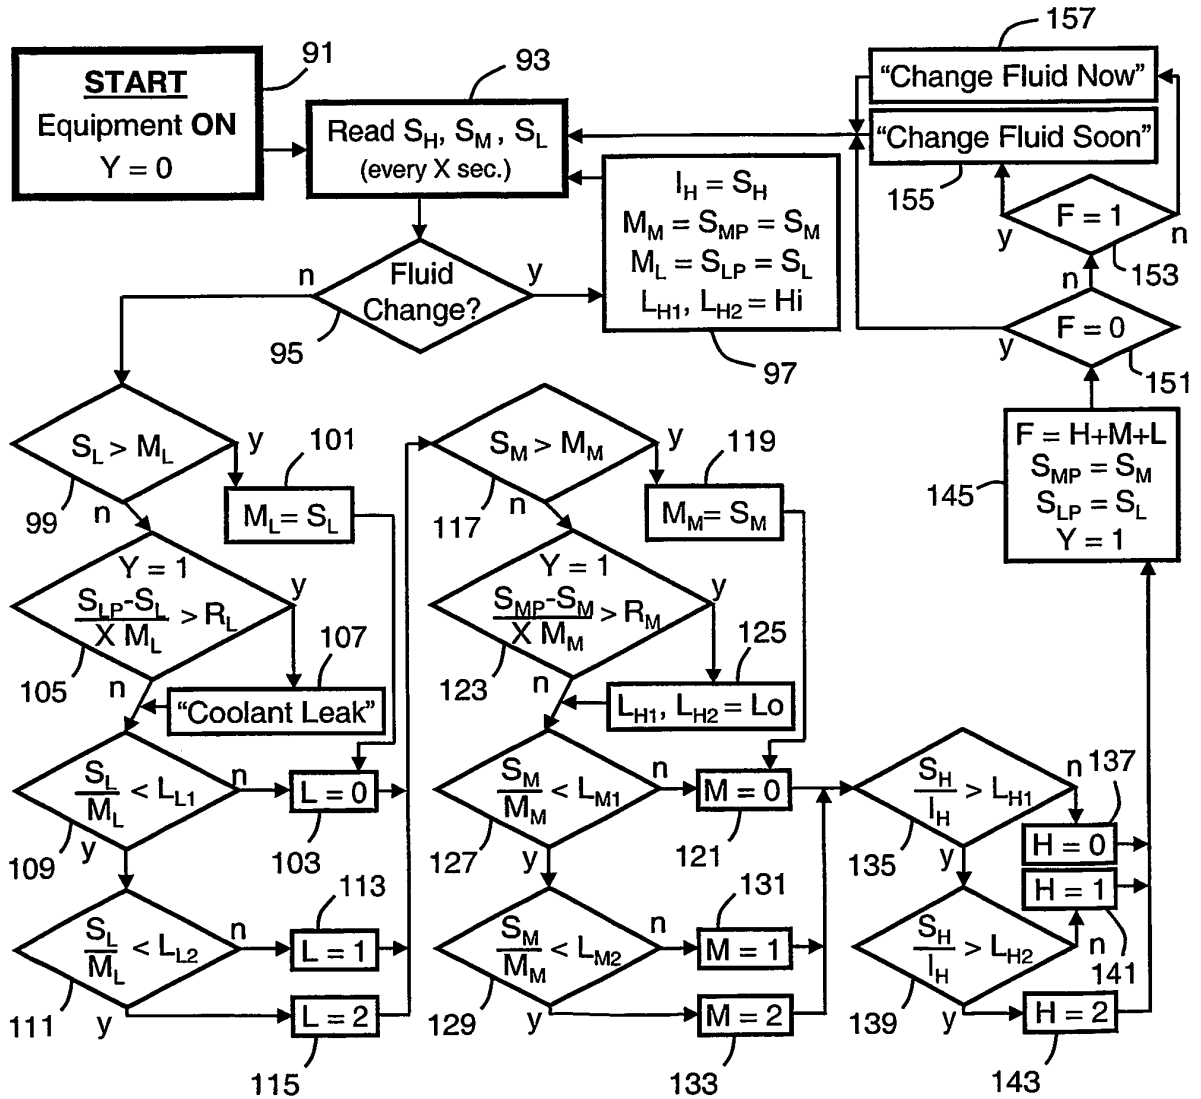 91
START
Equipment ON
Y = 0
93
Read S_H, S_M, S_L
(every X sec.)
157
"Change Fluid Now"
"Change Fluid Soon"
155
I_H = S_H
M_M = S_MP = S_M
M_L = S_LP = S_L
L_H1, L_H2 = Hi
97
n
Fluid
Change?
y
95
F = 1
y
n
153
n
F = 0
y
151
F = H+M+L
S_MP = S_M
S_LP = S_L
Y = 1
145
S_L > M_L
y
n
99
101
M_L = S_L
Y = 1
S_LP-S_L
X M_L
> R_L
y
n
105
107
"Coolant Leak"
S_L
M_L
< L_L1
n
y
109
L = 0
103
S_L
M_L
< L_L2
n
y
111
113
L = 1
L = 2
115
S_M > M_M
y
n
117
119
M_M = S_M
Y = 1
S_MP-S_M
X M_M
> R_M
y
n
123
125
L_H1, L_H2 = Lo
S_M
M_M
< L_M1
n
y
127
M = 0
121
S_M
M_M
< L_M2
n
y
129
131
M = 1
M = 2
133
S_H
I_H
> L_H1
n
y
135
137
H = 0
H = 1
141
S_H
I_H
> L_H2
n
y
139
H = 2
143